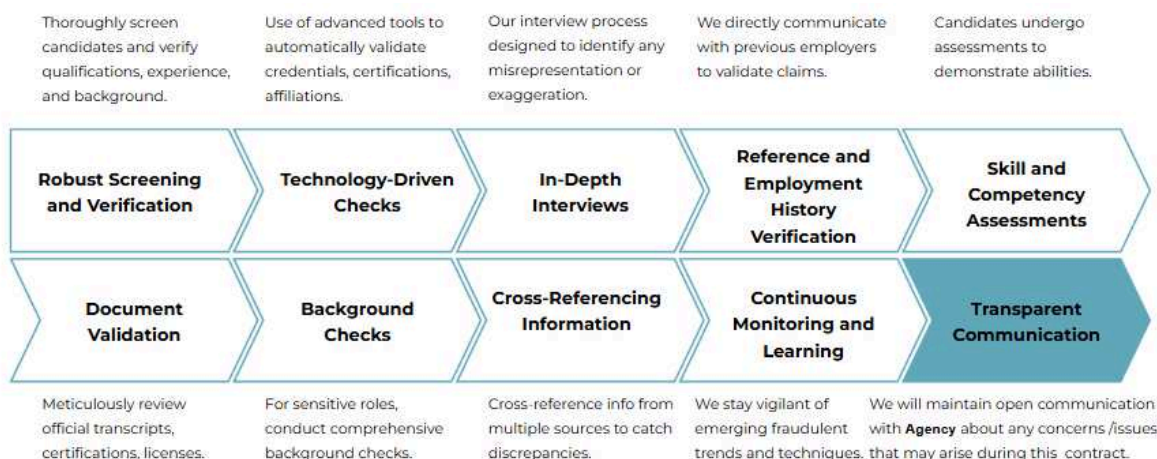 Thoroughly screen
candidates and verify
qualifications, experience,
and background.
Use of advanced tools to
automatically validate
credentials, certifications,
affiliations.
Our interview process
designed to identify any
misrepresentation or
exaggeration.
We directly communicate
with previous employers
to validate claims.
Candidates undergo
assessments to
demonstrate abilities.
Robust Screening
and Verification
Technology-Driven
Checks
In-Depth
Interviews
Reference and
Employment
History
Verification
Skill and
Competency
Assessments
Document
Validation
Background
Checks
Cross-Referencing
Information
Continuous
Monitoring and
Learning
Transparent
Communication
Meticulously review
official transcripts,
certifications, licenses.
For sensitive roles,
conduct comprehensive
background checks.
Cross-reference info from
multiple sources to catch
discrepancies.
We stay vigilant of
emerging fraudulent
trends and techniques.
We will maintain open communication
with Agency about any concerns /issues
that may arise during this contract.